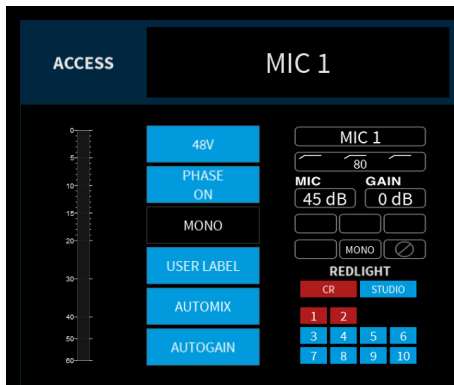 ACCESS
MIC 1
0
5
10
15
20
30
40
50
60
48V
PHASE
ON
MONO
USER LABEL
AUTOMIX
AUTOGAIN
MIC 1
80
MIC GAIN
45 dB 0 dB
MONO
REDLIGHT
CR STUDIO
1 2
3 4 5 6
7 8 9 10